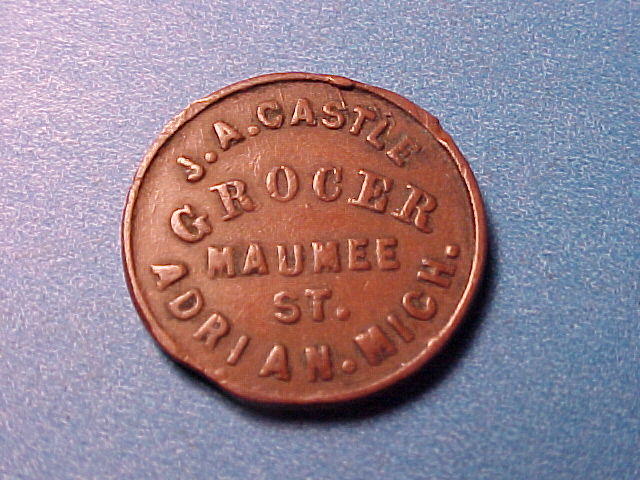 J.A.CASTLE
GROCER
MAUMEE
ST.
ADRIAN.MICH.